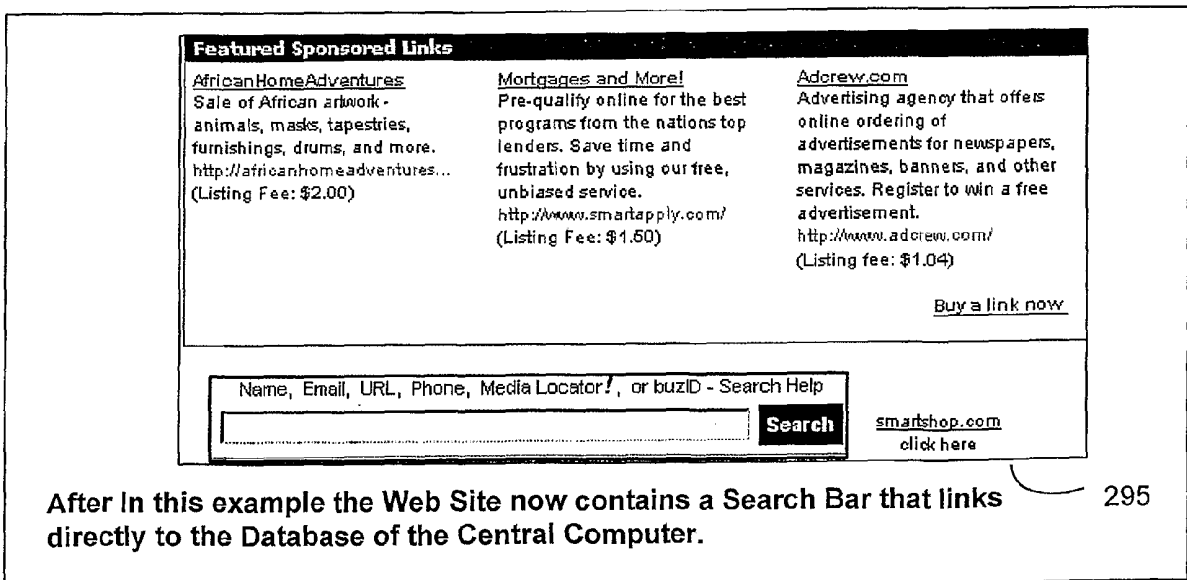 Featured Sponsored Links
AfricanHomeAdventures
Sale of African artwork -
animals, masks, tapestries,
furnishings, drums, and more.
http://africanhomeadventures...
(Listing Fee: $2.00)
Mortgages and More!
Pre-qualify online for the best
programs from the nations top
lenders. Save time and
frustration by using our free,
unbiased service.
http://www.smartapply.com/
(Listing Fee: $1.50)
Adcrew.com
Advertising agency that offers
online ordering of
advertisements for newspapers,
magazines, banners, and other
services. Register to win a free
advertisement.
http://www.adcrew.com/
(Listing fee: $1.04)
Buy a link now
Name, Email, URL, Phone, Media Locator!, or buzID - Search Help
Search
smartshop.com
click here
295
After In this example the Web Site now contains a Search Bar that links
directly to the Database of the Central Computer.